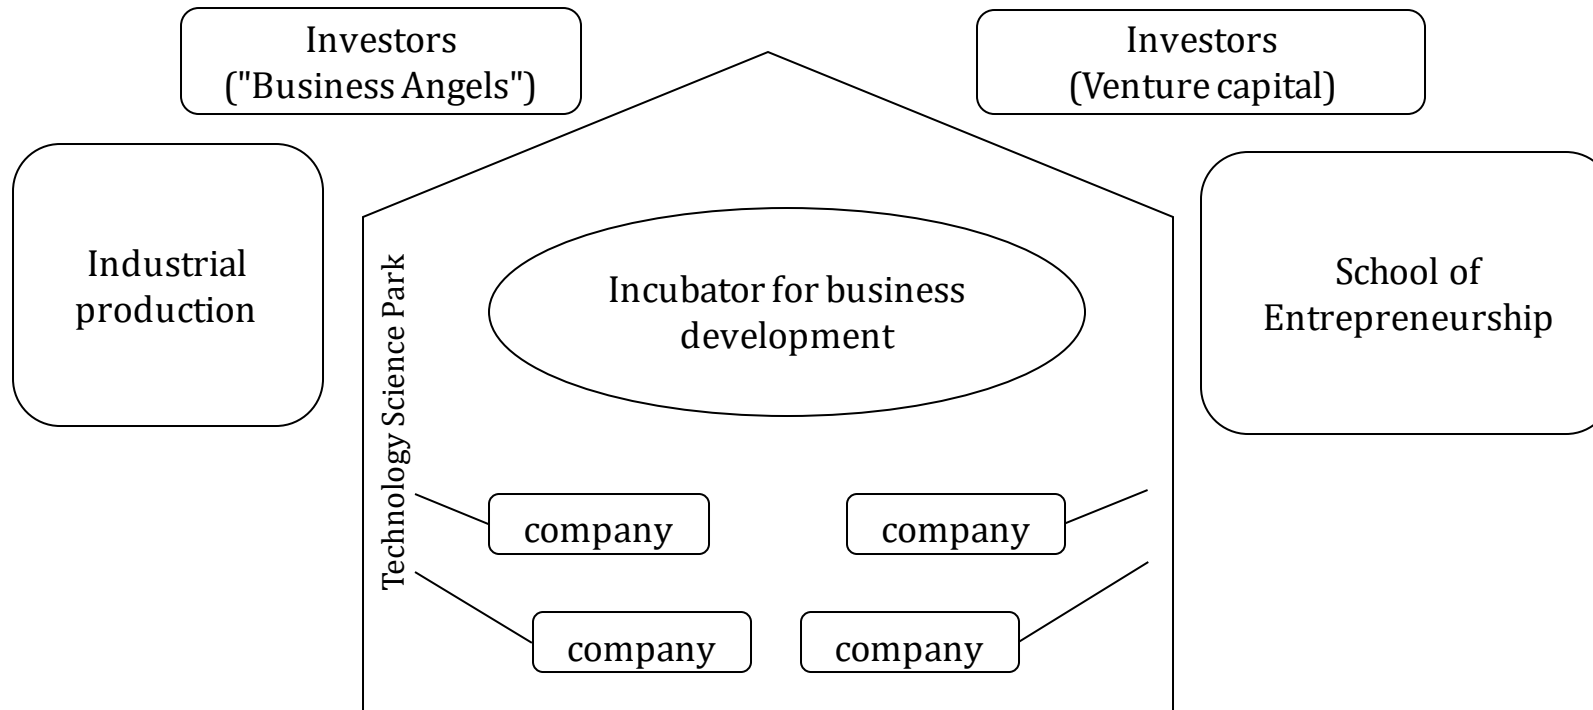 Investors
("Business Angels")
Investors
(Venture capital)
Industrial
production
Technology Science Park
Incubator for business
development
School of
Entrepreneurship
company
company
company
company